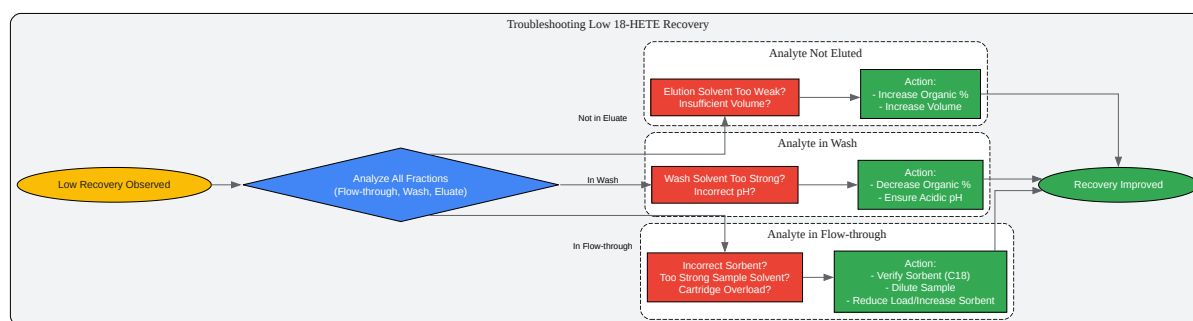 Troubleshooting Low 18-HETE Recovery
Low Recovery Observed
Analyze All Fractions
(Flow-through, Wash, Eluate)
Not in Eluate
In Wash
In Flow-through
Analyte Not Eluted
Elution Solvent Too Weak?
Insufficient Volume?
Action:
- Increase Organic %
- Increase Volume
Analyte in Wash
Wash Solvent Too Strong?
Incorrect pH?
Action:
- Decrease Organic %
- Ensure Acidic pH
Analyte in Flow-through
Incorrect Sorbent?
Too Strong Sample Solvent?
Cartridge Overload?
Action:
- Verify Sorbent (C18)
- Dilute Sample
- Reduce Load/Increase Sorbent
Recovery Improved